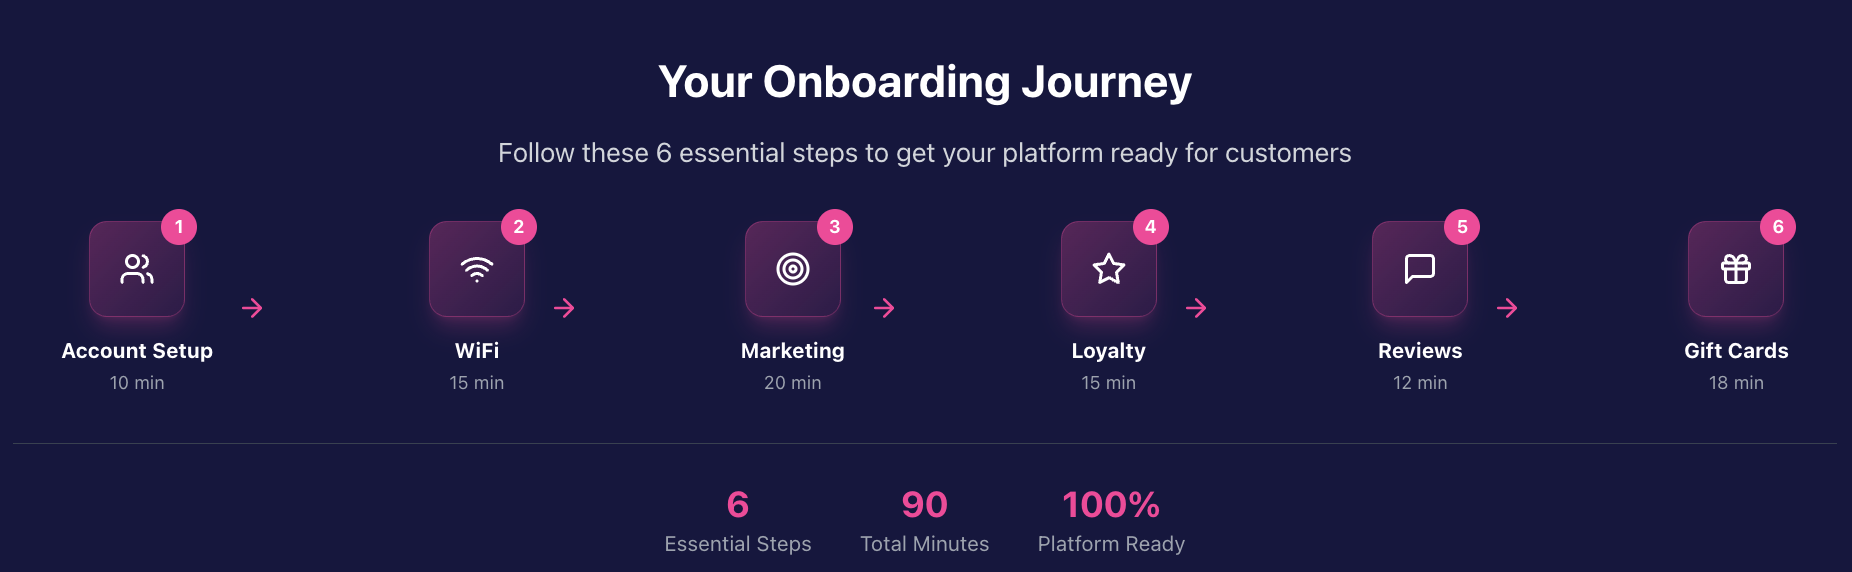 Your Onboarding Journey
Follow these 6 essential steps to get your platform ready for customers
1
2
3
4
5
6
Account Setup
WiFi
Marketing
Loyalty
Reviews
Gift Cards
10 min
15 min
20 min
15 min
12 min
18 min
6
90
100%
Essential Steps
Total Minutes
Platform Ready